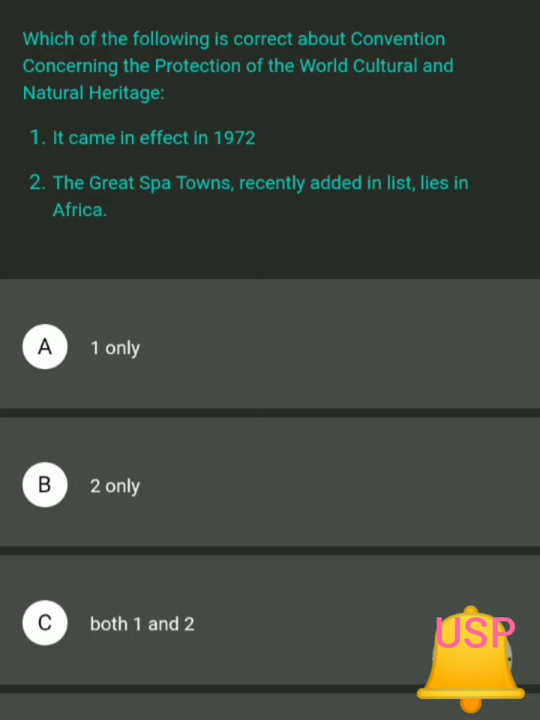 Which of the following is correct about Convention
Concerning the Protection of the World Cultural and
Natural Heritage:
1. It came in effect in 1972
2. The Great Spa Towns, recently added in list, lies in
Africa.
A 1 only
B 2 only
C both 1 and 2
USP